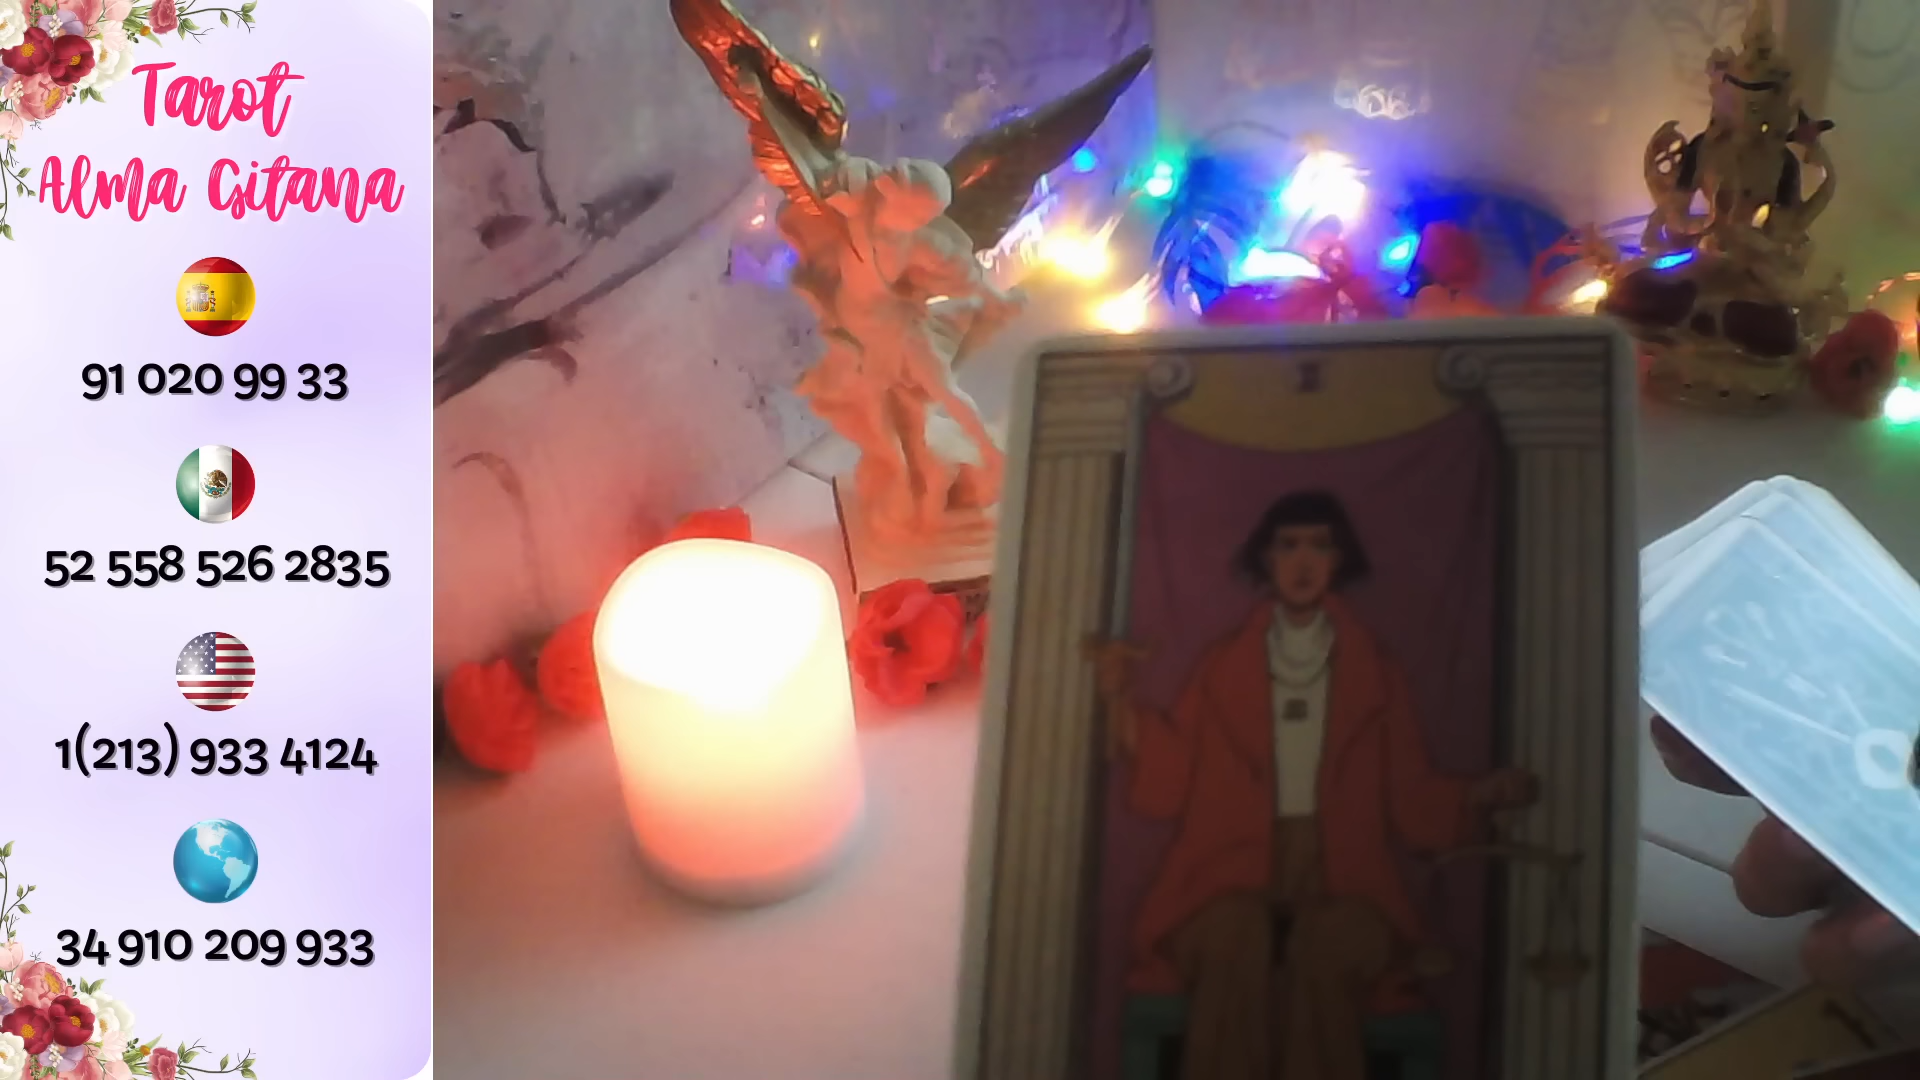 Tarot
Alma Gitana
91 020 99 33
52 558 526 2835
1(213) 933 4124
34 910 209 933